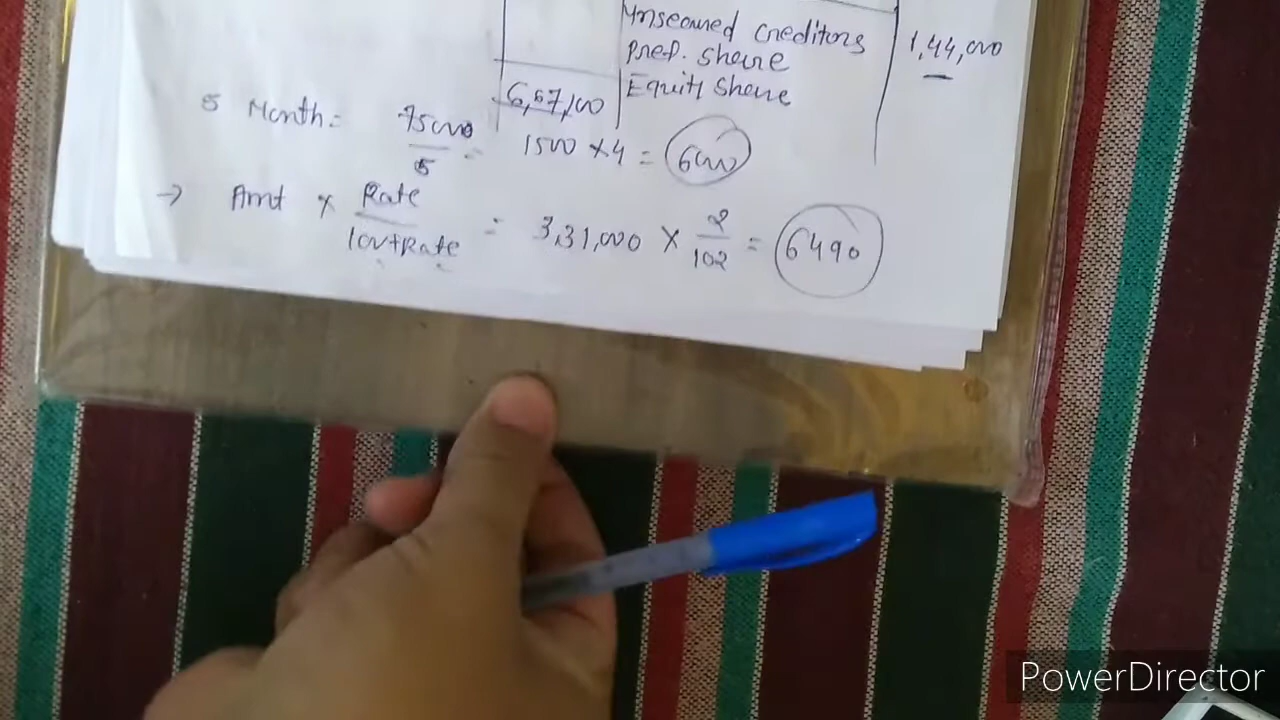 Unsecured Creditors 1,44,000
Pref. Share
Equity Share
6,57,100
5 Month = 7500/5 = 1500 × 4 = 6000
→ Amt × Rate/100+Rate = 3,31,000 × 2/102 = 6490
PowerDirector